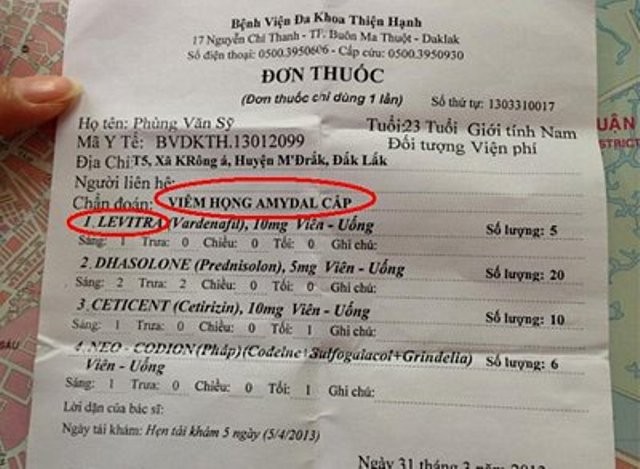 Bệnh Viện Đa Khoa Thiện Hạnh
17 Nguyễn Chí Thanh - TP. Buôn Ma Thuột - Daklak
Số điện thoại: 0500.3950606 - Cấp cứu: 0500.3950930
ĐƠN THUỐC
(Đơn thuốc chỉ dùng 1 lần) Số thứ tự: 1303310017
Họ tên: Phùng Văn Sỹ Tuổi:23 Tuổi Giới tính Nam
Mã Y Tế: BVDKTH.13012099 Đối tượng Viện phí
Địa Chỉ:T5, Xã KRông á, Huyện M'Đrắk, Đắk Lắk
Người liên hê:
Chẩn đoán: VIÊM HỌNG AMYDAL CẤP
1. LEVITRA (Vardenafil), 10mg Viên - Uống Số lượng: 5
Sáng: 1 Trưa: 0 Chiều: 0 Tối: 0 Ghi chú:
2. DHASOLONE (Prednisolon), 5mg Viên - Uống Số lượng: 20
Sáng: 2 Trưa: 2 Chiều: 0 Tối: 0 Ghi chú:
3. CETICENT (Cetirizin), 10mg Viên - Uống Số lượng: 10
Sáng: 1 Trưa: 0 Chiều: 0 Tối: 1 Ghi chú:
4. NEO - CODION (Pháp) (Codeine+Sulfogaiacol+Grindelia) Số lượng: 6
Viên - Uống
Sáng: 1 Trưa: 0 Chiều: 0 Tối: 1 Ghi chú:
Lời dặn của bác sĩ:
Ngày tái khám: Hẹn tái khám 5 ngày (5/4/2013)
Ngày 31 tháng 3 năm 2013
UẬN
DISTRICT